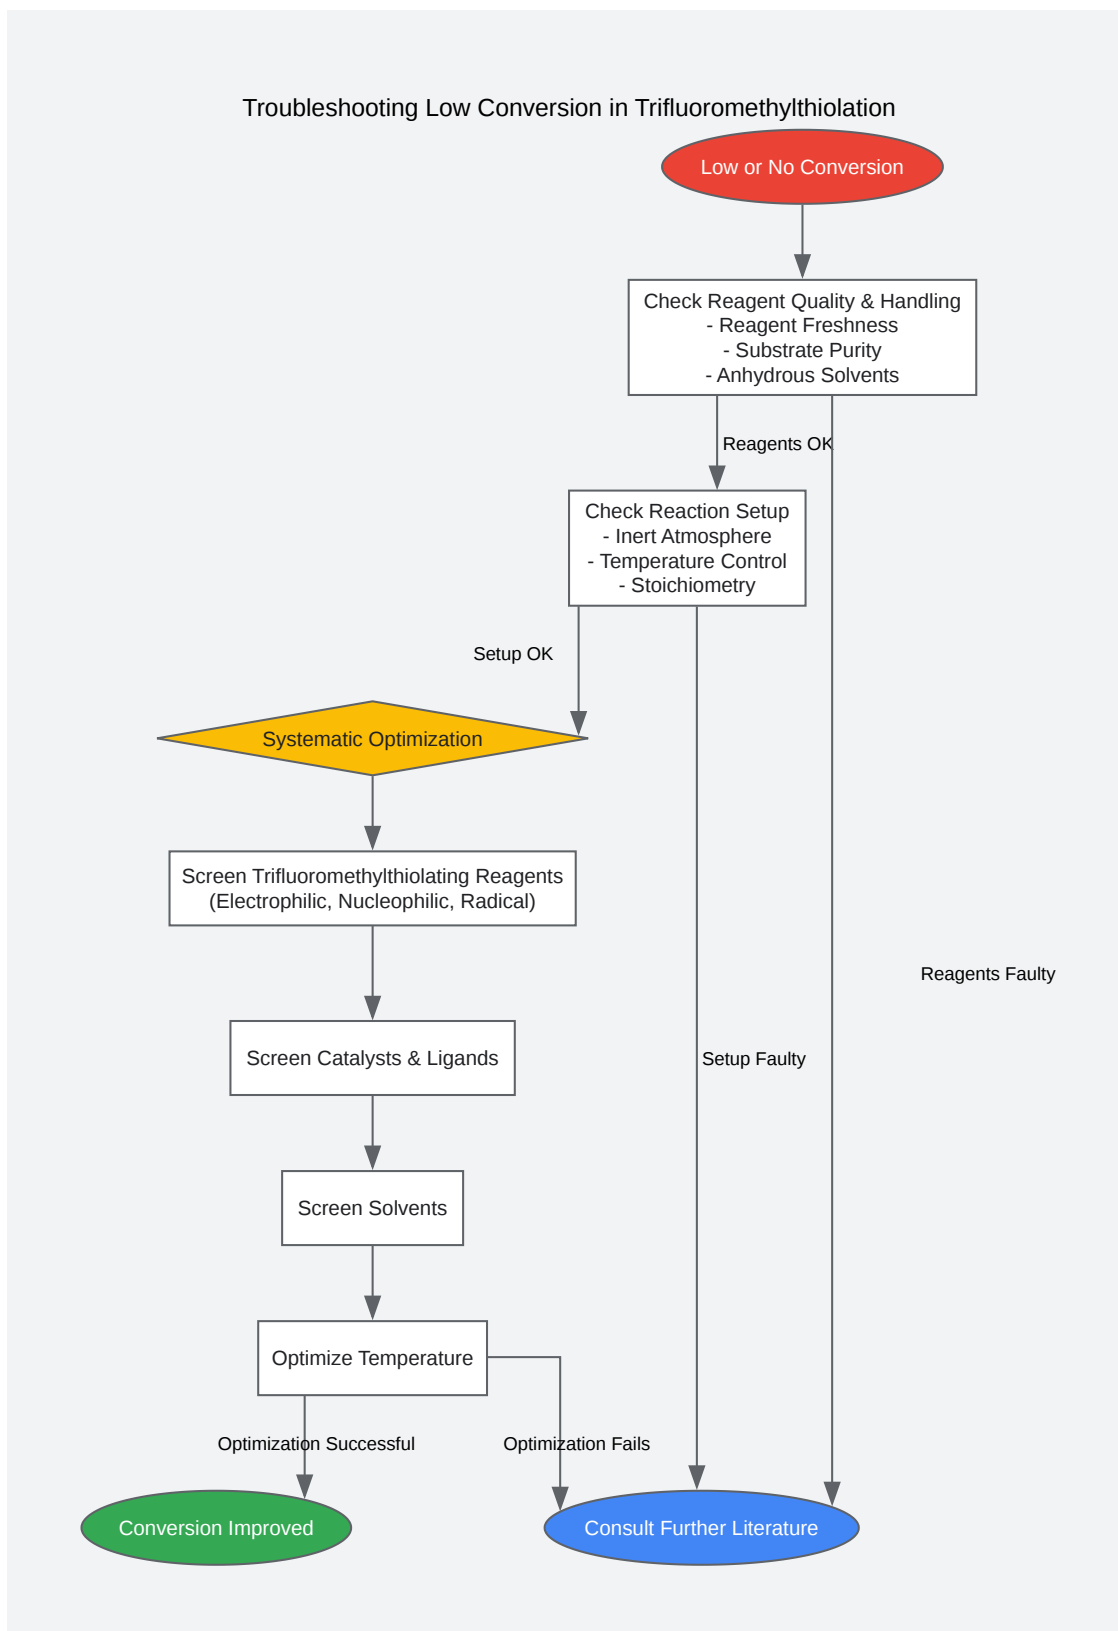 Troubleshooting Low Conversion in Trifluoromethylthiolation
Low or No Conversion
Check Reagent Quality & Handling
- Reagent Freshness
- Substrate Purity
- Anhydrous Solvents
Reagents OK
Check Reaction Setup
- Inert Atmosphere
- Temperature Control
- Stoichiometry
Setup OK
Systematic Optimization
Screen Trifluoromethylthiolating Reagents
(Electrophilic, Nucleophilic, Radical)
Reagents Faulty
Screen Catalysts & Ligands
Setup Faulty
Screen Solvents
Optimize Temperature
Optimization Successful
Optimization Fails
Conversion Improved
Consult Further Literature